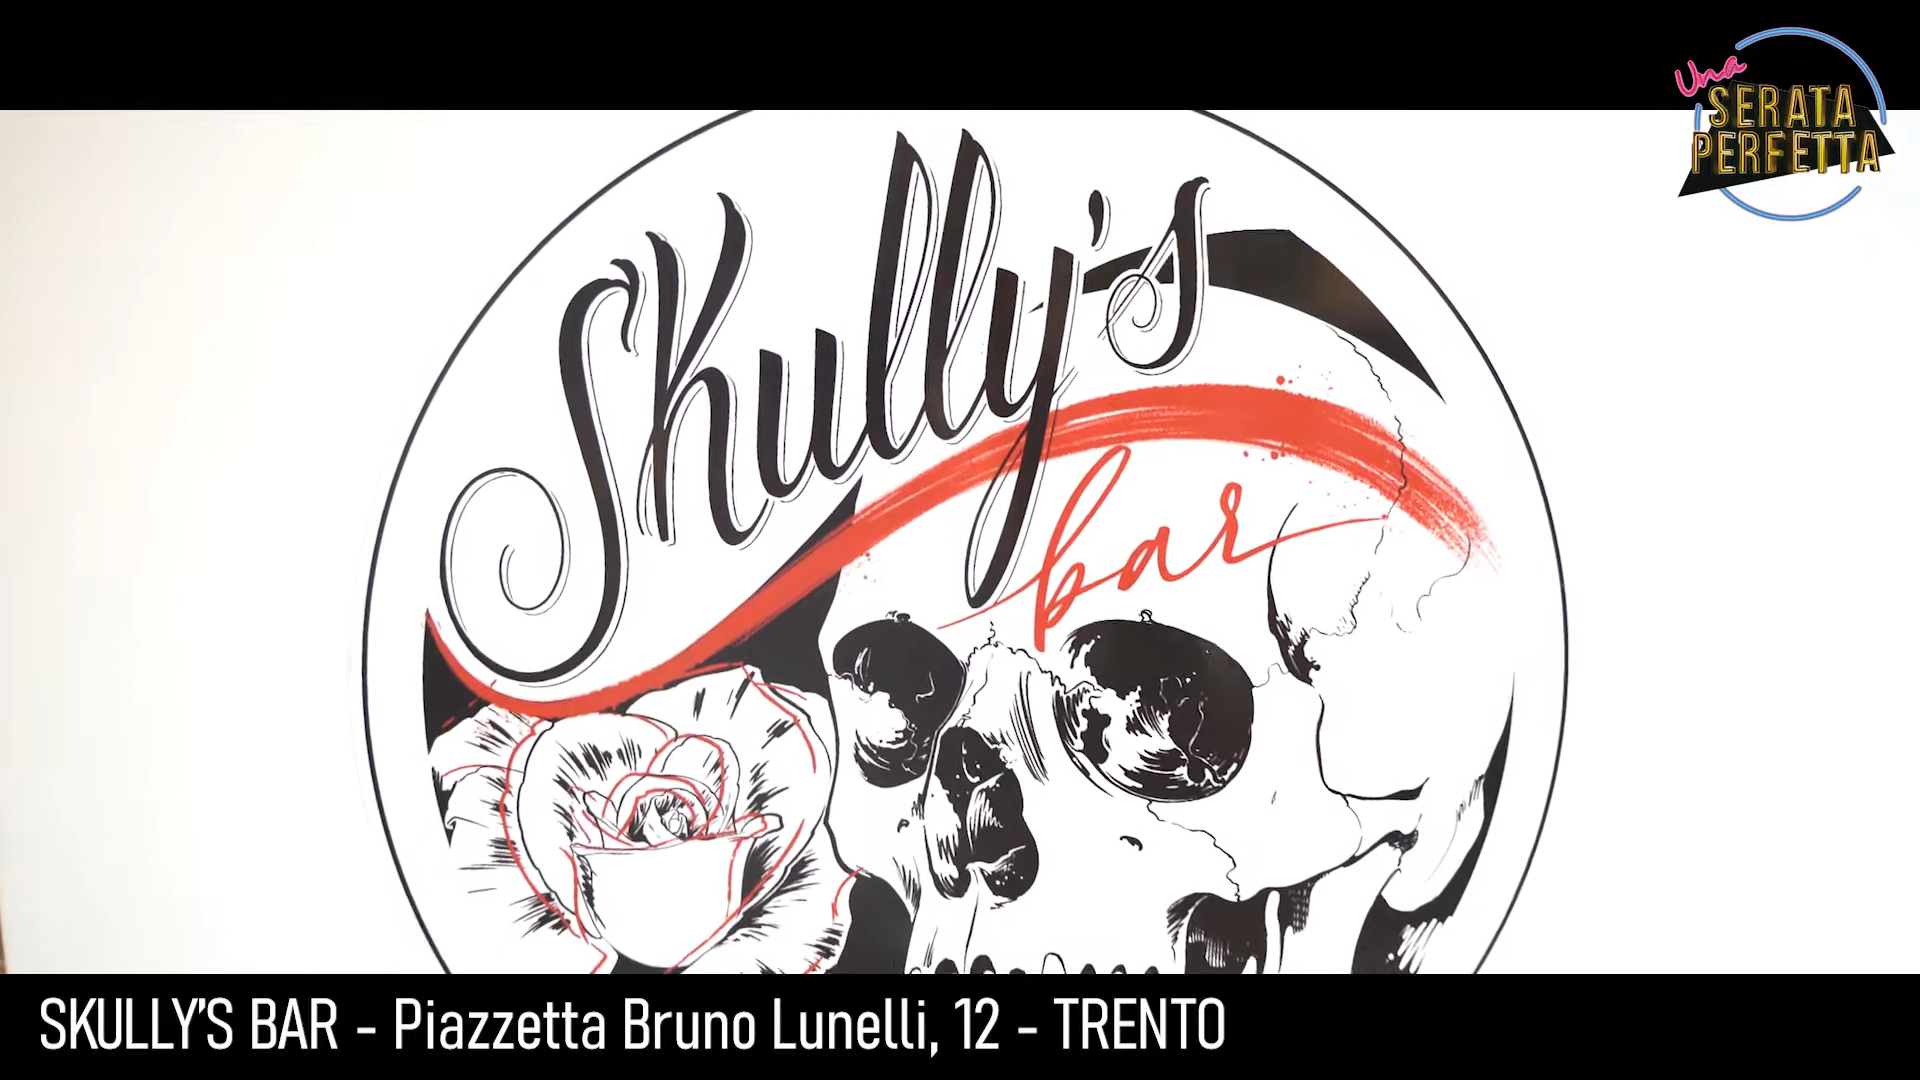 Una
SERATA
PERFETTA
Skully's
bar
SKULLY'S BAR - Piazzetta Bruno Lunelli, 12 - TRENTO